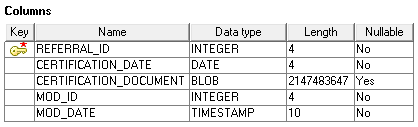 Columns
Key Name Data type Length Nullable
REFERRAL_ID INTEGER 4 No
CERTIFICATION_DATE DATE 4 No
CERTIFICATION_DOCUMENT BLOB 2147483647 Yes
MOD_ID INTEGER 4 No
MOD_DATE TIMESTAMP 10 No